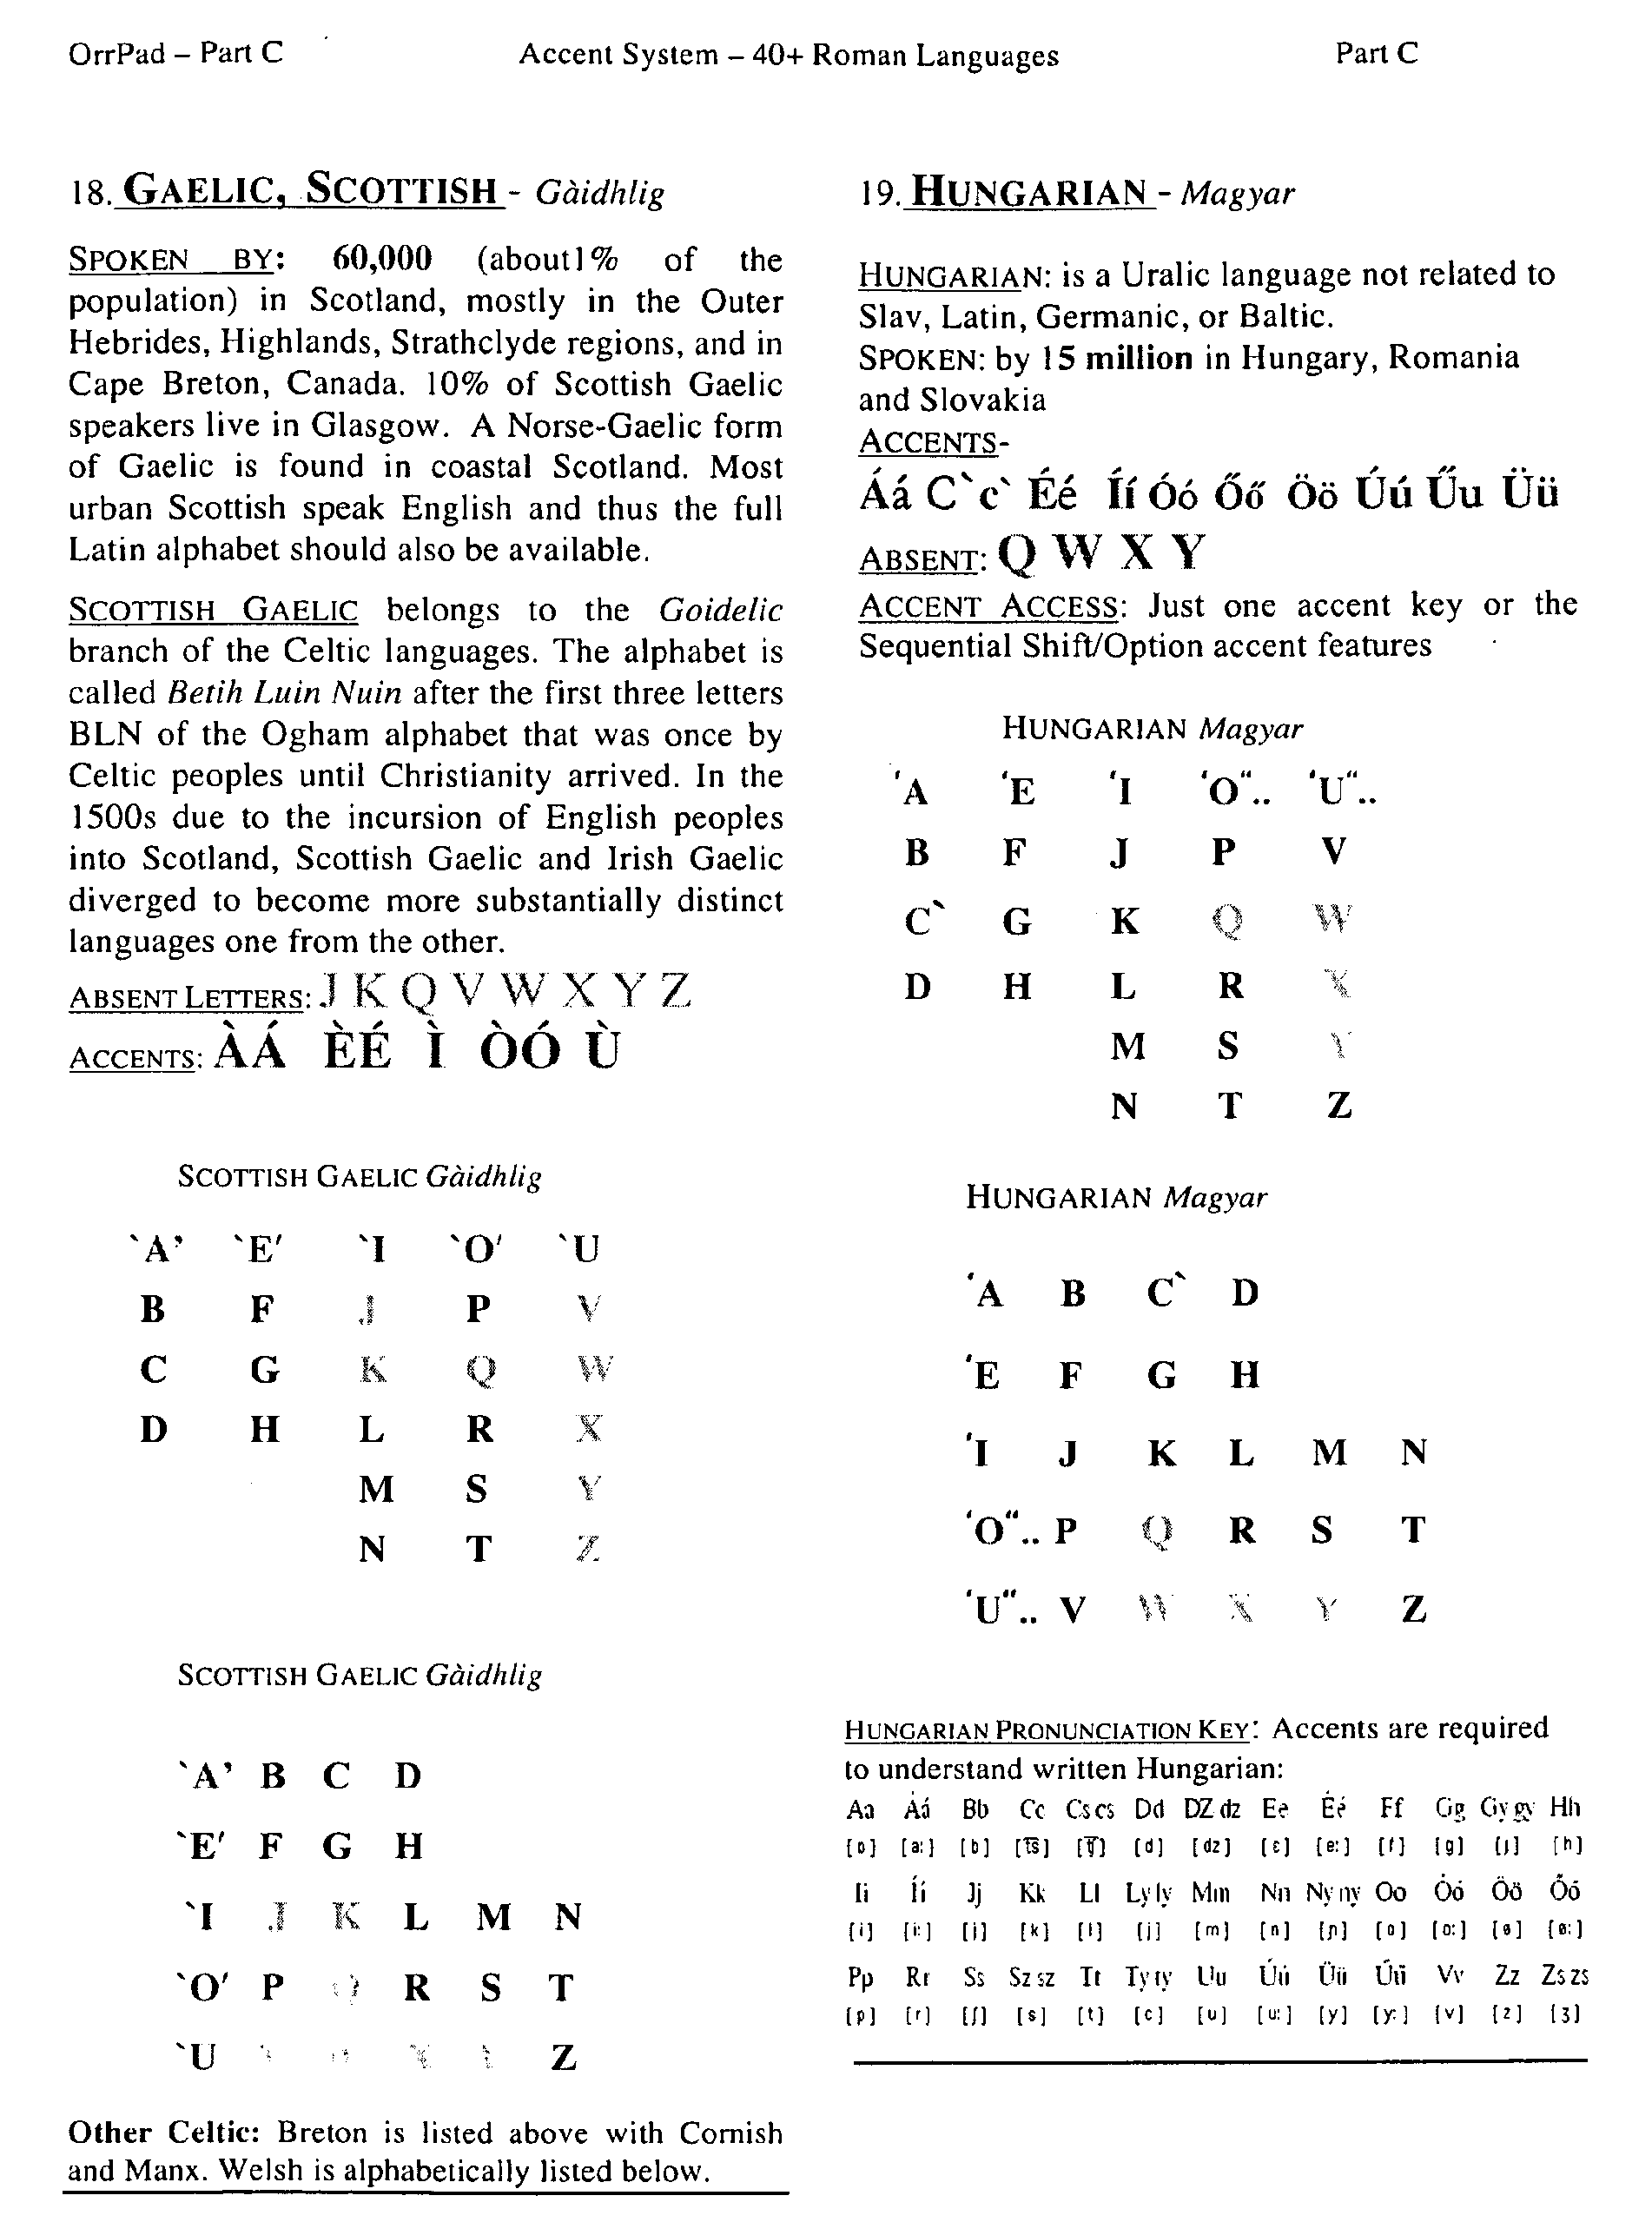 OrrPad – Part C Accent System – 40+ Roman Languages Part C
18. GAELIC, SCOTTISH - Gàidhlig
SPOKEN BY: 60,000 (about1% of the
population) in Scotland, mostly in the Outer
Hebrides, Highlands, Strathclyde regions, and in
Cape Breton, Canada. 10% of Scottish Gaelic
speakers live in Glasgow. A Norse-Gaelic form
of Gaelic is found in coastal Scotland. Most
urban Scottish speak English and thus the full
Latin alphabet should also be available.
SCOTTISH GAELIC belongs to the Goidelic
branch of the Celtic languages. The alphabet is
called Betih Luin Nuin after the first three letters
BLN of the Ogham alphabet that was once by
Celtic peoples until Christianity arrived. In the
1500s due to the incursion of English peoples
into Scotland, Scottish Gaelic and Irish Gaelic
diverged to become more substantially distinct
languages one from the other.
ABSENT LETTERS: J K Q V W X Y Z
ACCENTS: ÀÁ ÈÉ Ì ÒÓ Ù
SCOTTISH GAELIC Gàidhlig
`A' `E' `I `O' `U
B F J P V
C G K Q W
D H L R X
M S Y
N T Z
SCOTTISH GAELIC Gàidhlig
`A' B C D
`E' F G H
`I J K L M N
`O' P Q R S T
`U Z
Other Celtic: Breton is listed above with Cornish
and Manx. Welsh is alphabetically listed below.
19. HUNGARIAN - Magyar
HUNGARIAN: is a Uralic language not related to
Slav, Latin, Germanic, or Baltic.
SPOKEN: by 15 million in Hungary, Romania
and Slovakia
ACCENTS-
Áá C`c` Éé Íí Óó Őő Öö Úú Űu Üü
ABSENT: Q W X Y
ACCENT ACCESS: Just one accent key or the
Sequential Shift/Option accent features
HUNGARIAN Magyar
'A 'E 'I 'O".. 'U"..
B F J P V
C` G K Q W
D H L R X
M S Y
N T Z
HUNGARIAN Magyar
'A B C` D
'E F G H
'I J K L M N
'O".. P Q R S T
'U".. V W X Y Z
HUNGARIAN PRONUNCIATION KEY: Accents are required
to understand written Hungarian:
Aa Áá Bb Cc Cs cs Dd DZ dz Ee Éé Ff Gg Gy gy Hh
[ɒ] [aː] [b] [t͡s] [t͡ʃ] [d] [dz] [ɛ] [eː] [f] [g] [ɟ] [h]
Ii Íí Jj Kk Ll Ly ly Mm Nn Ny ny Oo Óó Öö Őő
[i] [iː] [j] [k] [l] [j] [m] [n] [ɲ] [o] [oː] [ø] [øː]
Pp Rr Ss Sz sz Tt Ty ty Uu Úú Üü Űű Vv Zz Zs zs
[p] [r] [ʃ] [s] [t] [c] [u] [uː] [y] [yː] [v] [z] [ʒ]